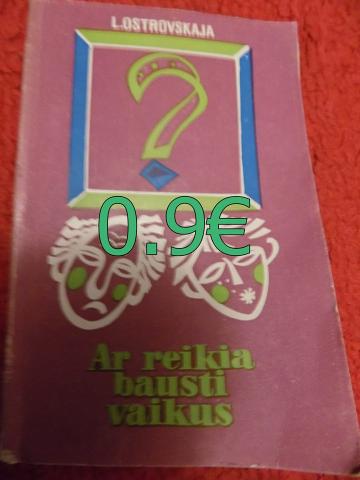 L.OSTROVSKAJA
?
0.9€
Ar reikia
bausti
vaikus